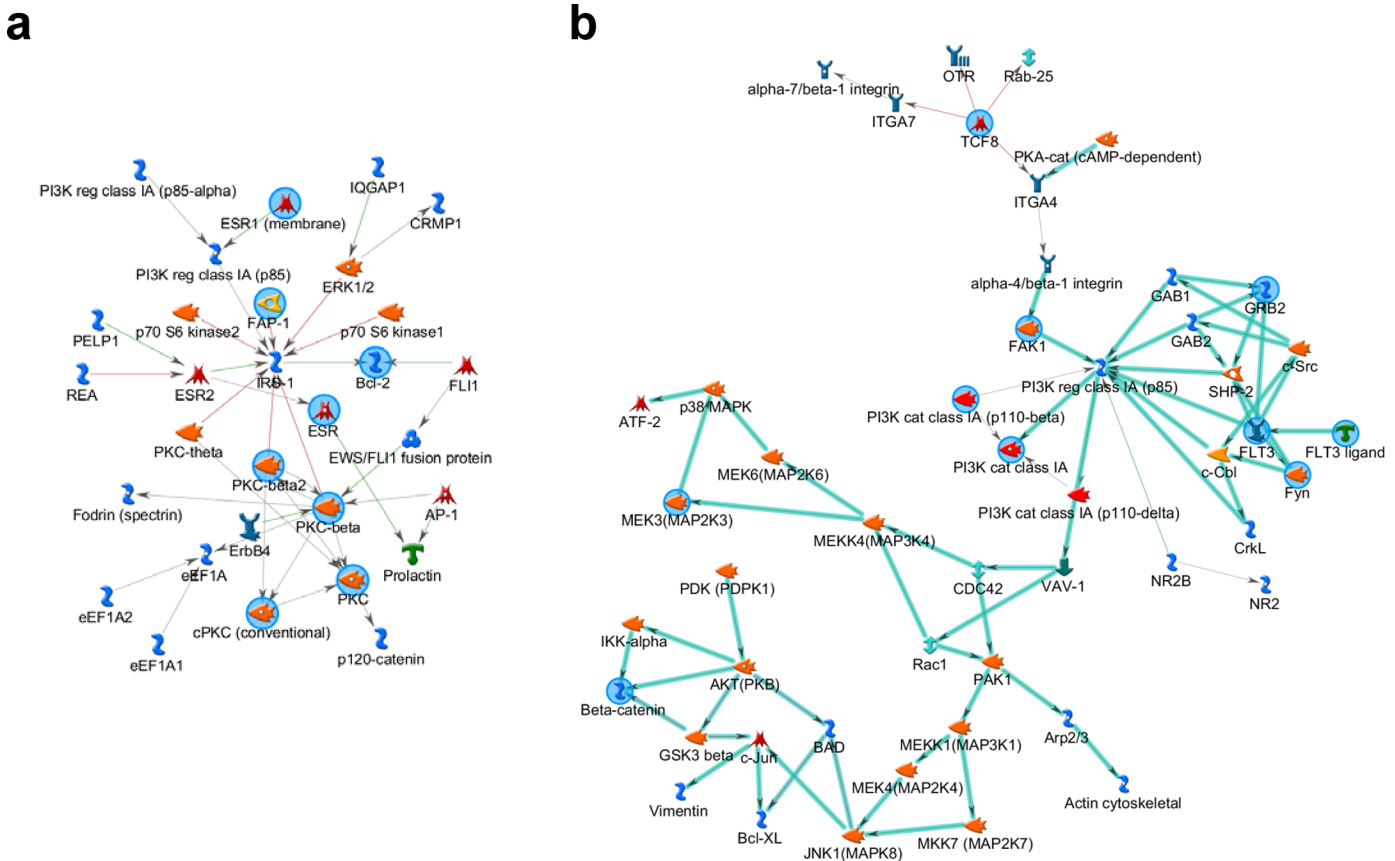 a
PI3K reg class IA (p85-alpha)
IQGAP1
ESR1 (membrane)
CRMP1
PI3K reg class IA (p85)
ERK1/2
FAP-1
p70 S6 kinase2
p70 S6 kinase1
PELP1
IRS-1
Bcl-2
FLI1
REA
ESR2
ESR
PKC-theta
EWS/FLI1 fusion protein
PKC-beta2
Fodrin (spectrin)
PKC-beta
AP-1
ErbB4
eEF1A
Prolactin
PKC
eEF1A2
cPKC (conventional)
eEF1A1
p120-catenin
b
OTR
Rab-25
alpha-7/beta-1 integrin
ITGA7
TCF8
PKA-cat (cAMP-dependent)
ITGA4
alpha-4/beta-1 integrin
GAB1
GRB2
FAK1
GAB2
c-Src
PI3K reg class IA (p85)
SHP-2
p38 MAPK
PI3K cat class IA (p110-beta)
ATF-2
FLT3
FLT3 ligand
PI3K cat class IA
c-Cbl
MEK6(MAP2K6)
Fyn
MEK3(MAP2K3)
PI3K cat class IA (p110-delta)
MEKK4(MAP3K4)
CrkL
PDK (PDPK1)
CDC42
VAV-1
NR2B
NR2
IKK-alpha
Rac1
AKT(PKB)
PAK1
Beta-catenin
GSK3 beta
c-Jun
BAD
MEKK1(MAP3K1)
Arp2/3
MEK4(MAP2K4)
Vimentin
Actin cytoskeletal
Bcl-XL
JNK1(MAPK8)
MKK7 (MAP2K7)